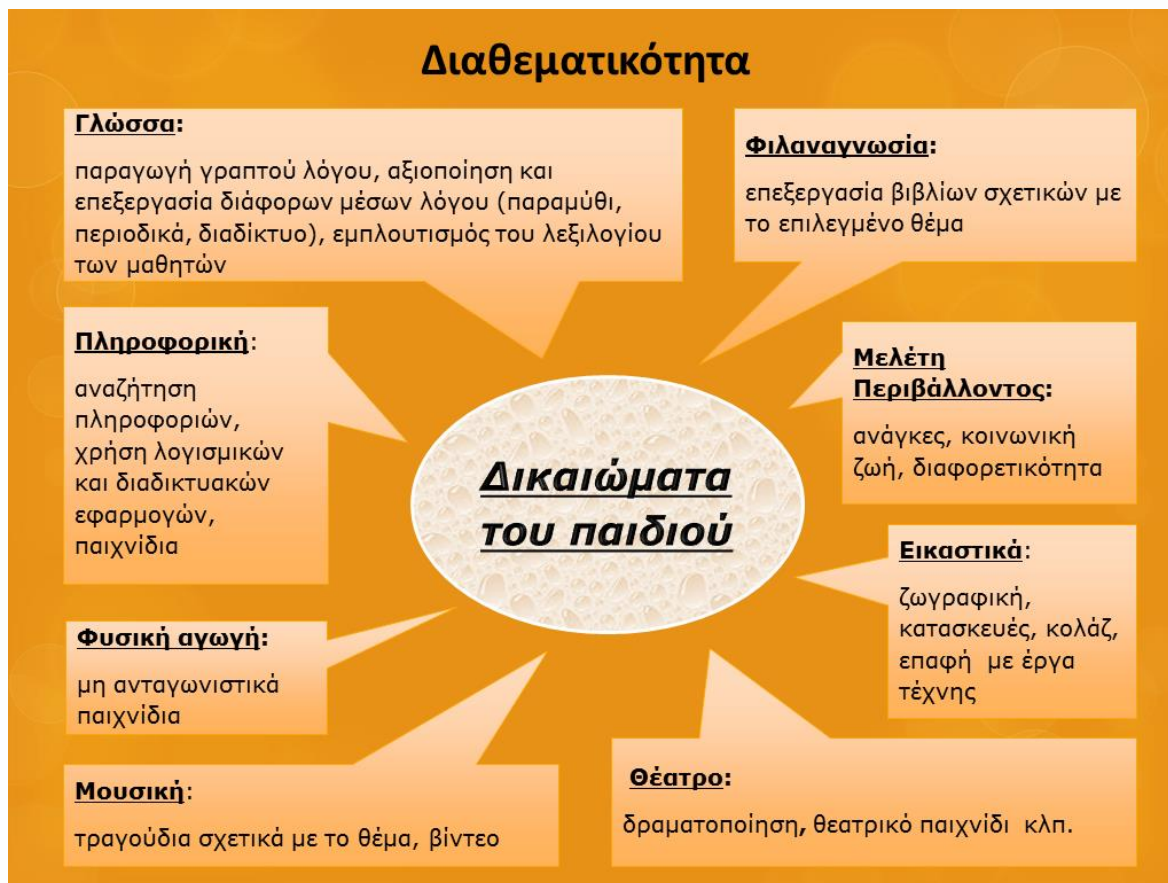 Διαθεματικότητα
Γλώσσα:
παραγωγή γραπτού λόγου, αξιοποίηση και
επεξεργασία διάφορων μέσων λόγου (παραμύθι,
περιοδικά, διαδίκτυο), εμπλουτισμός του λεξιλογίου
των μαθητών
Φιλαναγνωσία:
επεξεργασία βιβλίων σχετικών με
το επιλεγμένο θέμα
Πληροφορική:
αναζήτηση
πληροφοριών,
χρήση λογισμικών
και διαδικτυακών
εφαρμογών,
παιχνίδια
Μελέτη
Περιβάλλοντος:
ανάγκες, κοινωνική
ζωή, διαφορετικότητα
Δικαιώματα
του παιδιού
Εικαστικά:
ζωγραφική,
κατασκευές, κολάζ,
επαφή με έργα
τέχνης
Φυσική αγωγή:
μη ανταγωνιστικά
παιχνίδια
Μουσική:
τραγούδια σχετικά με το θέμα, βίντεο
Θέατρο:
δραματοποίηση, θεατρικό παιχνίδι κλπ.